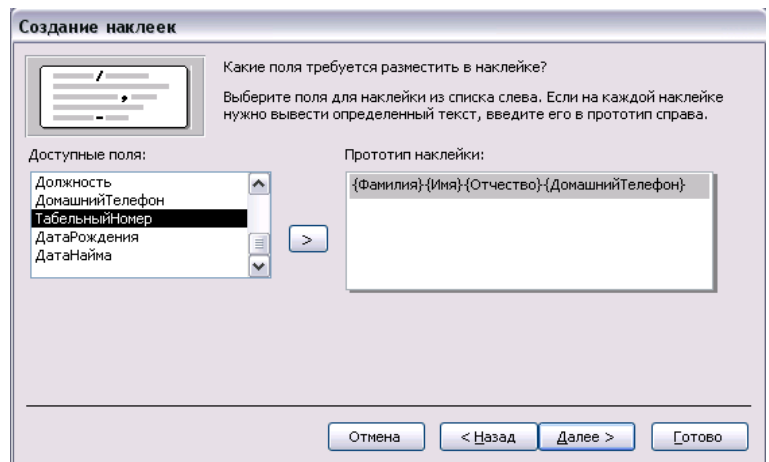 Создание наклеек
Какие поля требуется разместить в наклейке?
Выберите поля для наклейки из списка слева. Если на каждой наклейке
нужно вывести определенный текст, введите его в прототип справа.
Доступные поля:
Должность
ДомашнийТелефон
ТабельныйНомер
ДатаРождения
ДатаНайма
>
Прототип наклейки:
{Фамилия}-{Имя}-{Отчество}-{ДомашнийТелефон}
Отмена
< Назад
Далее >
Готово